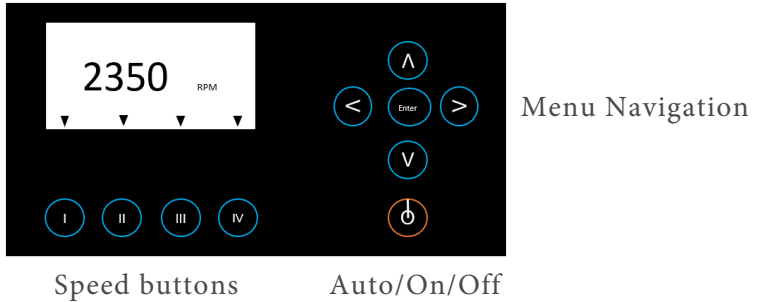 2350 RPM
Λ
< Enter >
V
Menu Navigation
I II III IV
Speed buttons
Auto/On/Off